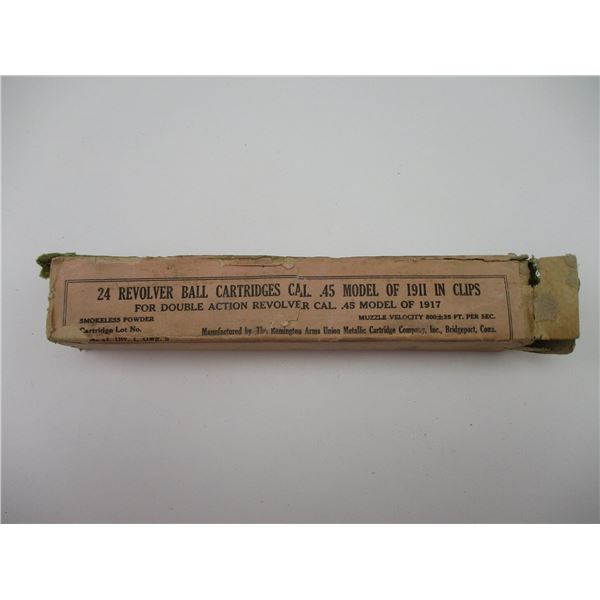 24 REVOLVER BALL CARTRIDGES CAL. .45 MODEL OF 1911 IN CLIPS
FOR DOUBLE ACTION REVOLVER CAL. .45 MODEL OF 1917
SMOKELESS POWDER MUZZLE VELOCITY 800±25 FT. PER SEC.
Cartridge Lot No. Manufactured by The Remington Arms Union Metallic Cartridge Company, Inc., Bridgeport, Conn.